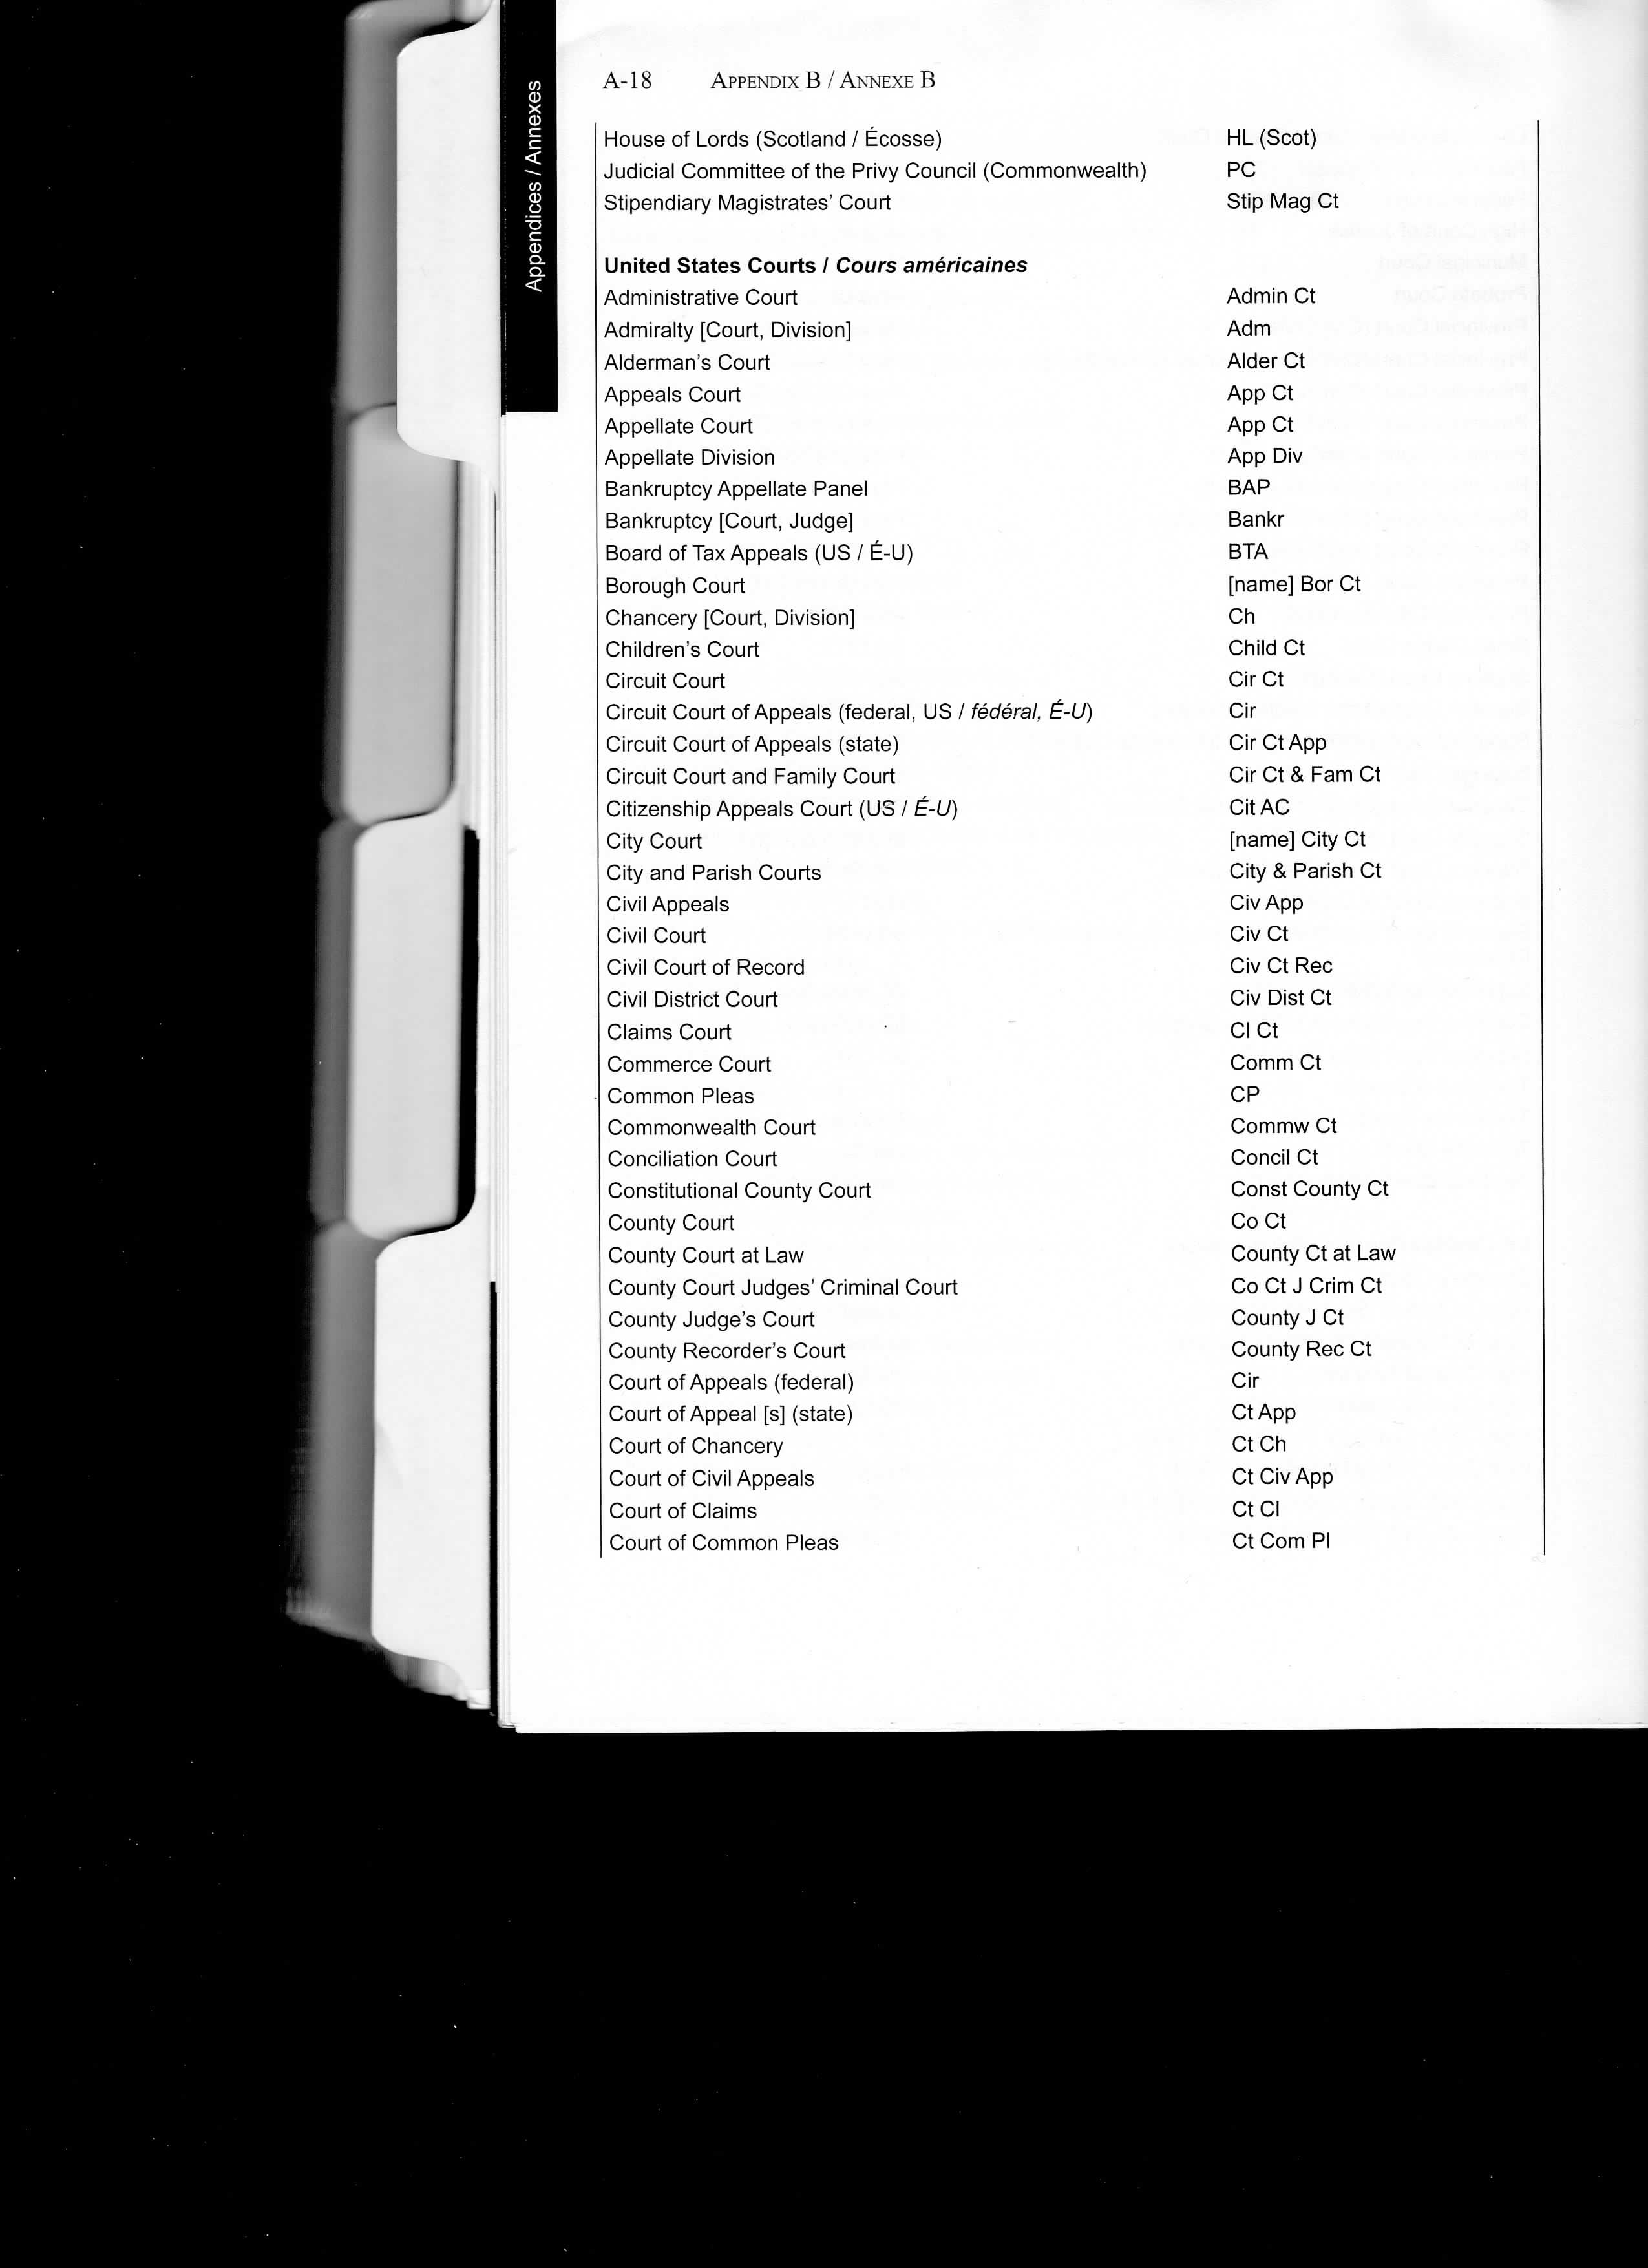 Appendices / Annexes
A-18 APPENDIX B / ANNEXE B
House of Lords (Scotland / Écosse) HL (Scot)
Judicial Committee of the Privy Council (Commonwealth) PC
Stipendiary Magistrates’ Court Stip Mag Ct
United States Courts / Cours américaines
Administrative Court Admin Ct
Admiralty [Court, Division] Adm
Alderman’s Court Alder Ct
Appeals Court App Ct
Appellate Court App Ct
Appellate Division App Div
Bankruptcy Appellate Panel BAP
Bankruptcy [Court, Judge] Bankr
Board of Tax Appeals (US / É-U) BTA
Borough Court [name] Bor Ct
Chancery [Court, Division] Ch
Children’s Court Child Ct
Circuit Court Cir Ct
Circuit Court of Appeals (federal, US / fédéral, É-U) Cir
Circuit Court of Appeals (state) Cir Ct App
Circuit Court and Family Court Cir Ct & Fam Ct
Citizenship Appeals Court (US / É-U) Cit AC
City Court [name] City Ct
City and Parish Courts City & Parish Ct
Civil Appeals Civ App
Civil Court Civ Ct
Civil Court of Record Civ Ct Rec
Civil District Court Civ Dist Ct
Claims Court Cl Ct
Commerce Court Comm Ct
Common Pleas CP
Commonwealth Court Commw Ct
Conciliation Court Concil Ct
Constitutional County Court Const County Ct
County Court Co Ct
County Court at Law County Ct at Law
County Court Judges’ Criminal Court Co Ct J Crim Ct
County Judge’s Court County J Ct
County Recorder’s Court County Rec Ct
Court of Appeals (federal) Cir
Court of Appeal [s] (state) Ct App
Court of Chancery Ct Ch
Court of Civil Appeals Ct Civ App
Court of Claims Ct Cl
Court of Common Pleas Ct Com Pl